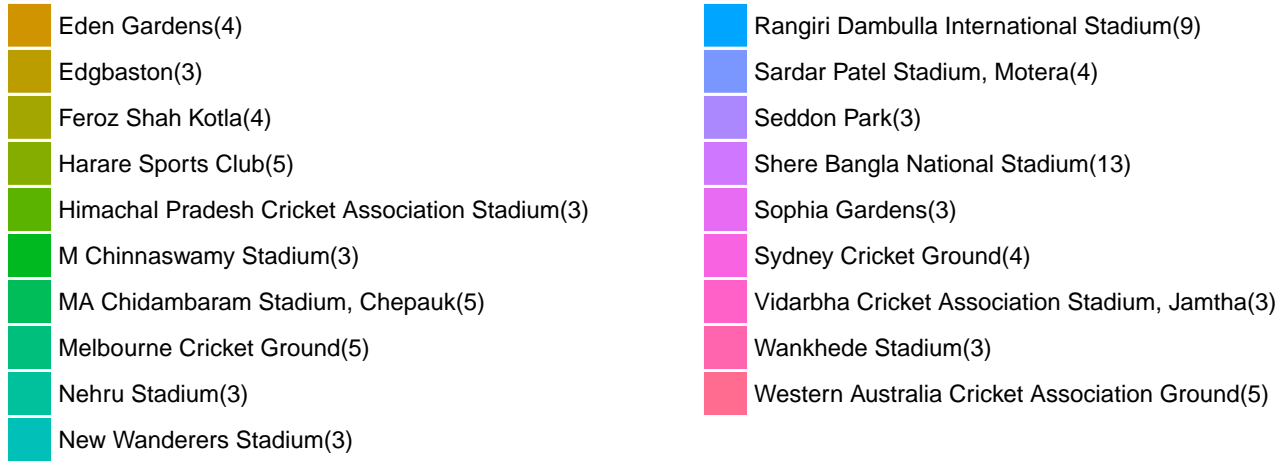 Eden Gardens(4)
Edgbaston(3)
Feroz Shah Kotla(4)
Harare Sports Club(5)
Himachal Pradesh Cricket Association Stadium(3)
M Chinnaswamy Stadium(3)
MA Chidambaram Stadium, Chepauk(5)
Melbourne Cricket Ground(5)
Nehru Stadium(3)
New Wanderers Stadium(3)
Rangiri Dambulla International Stadium(9)
Sardar Patel Stadium, Motera(4)
Seddon Park(3)
Shere Bangla National Stadium(13)
Sophia Gardens(3)
Sydney Cricket Ground(4)
Vidarbha Cricket Association Stadium, Jamtha(3)
Wankhede Stadium(3)
Western Australia Cricket Association Ground(5)